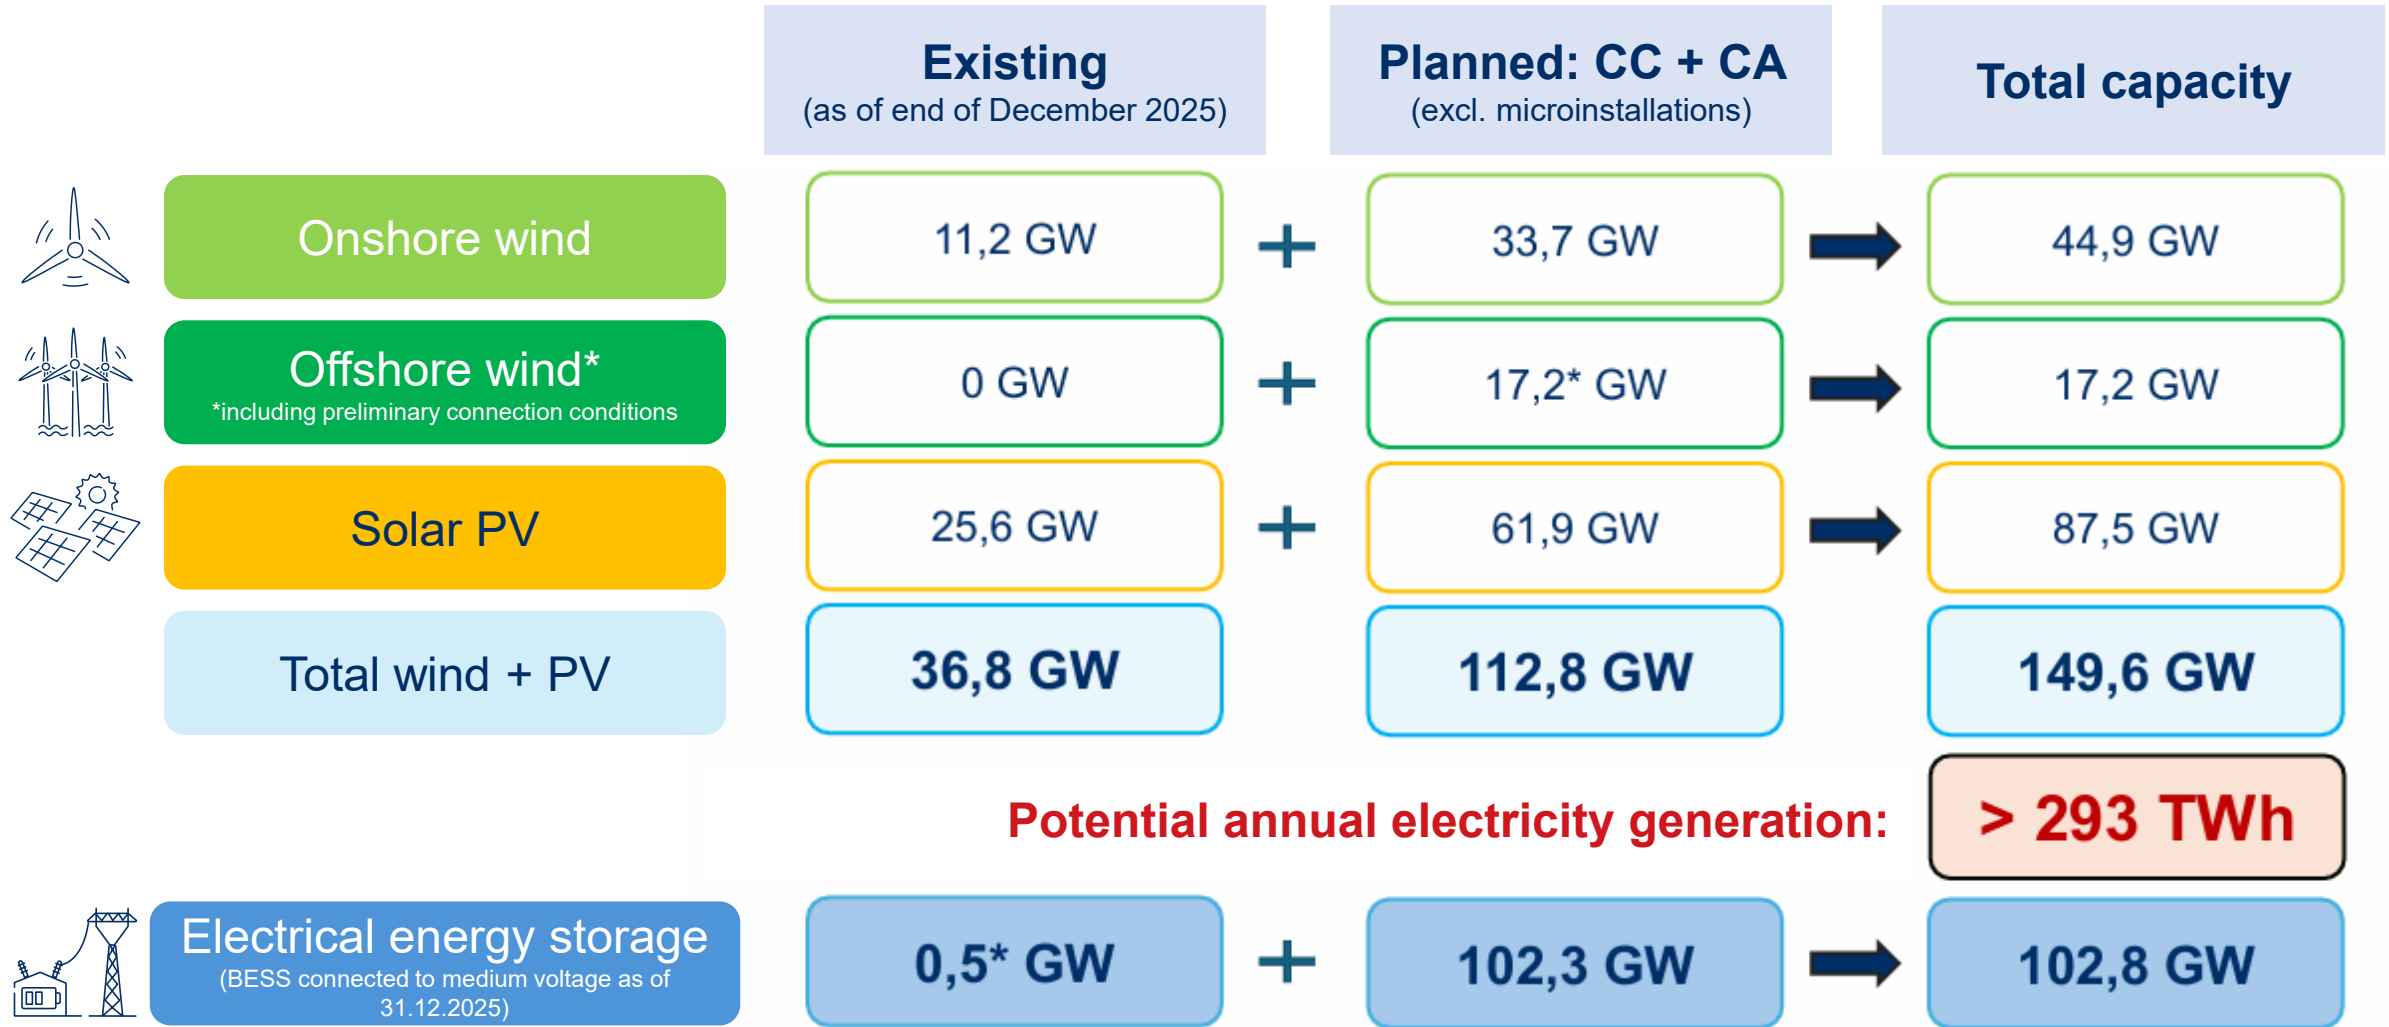 Existing
(as of end of December 2025)
Planned: CC + CA
(excl. microinstallations)
Total capacity
Onshore wind
11,2 GW
+
33,7 GW
44,9 GW
Offshore wind*
*including preliminary connection conditions
0 GW
+
17,2* GW
17,2 GW
Solar PV
25,6 GW
+
61,9 GW
87,5 GW
Total wind + PV
36,8 GW
112,8 GW
149,6 GW
Potential annual electricity generation:
> 293 TWh
Electrical energy storage
(BESS connected to medium voltage as of
31.12.2025)
0,5* GW
+
102,3 GW
102,8 GW